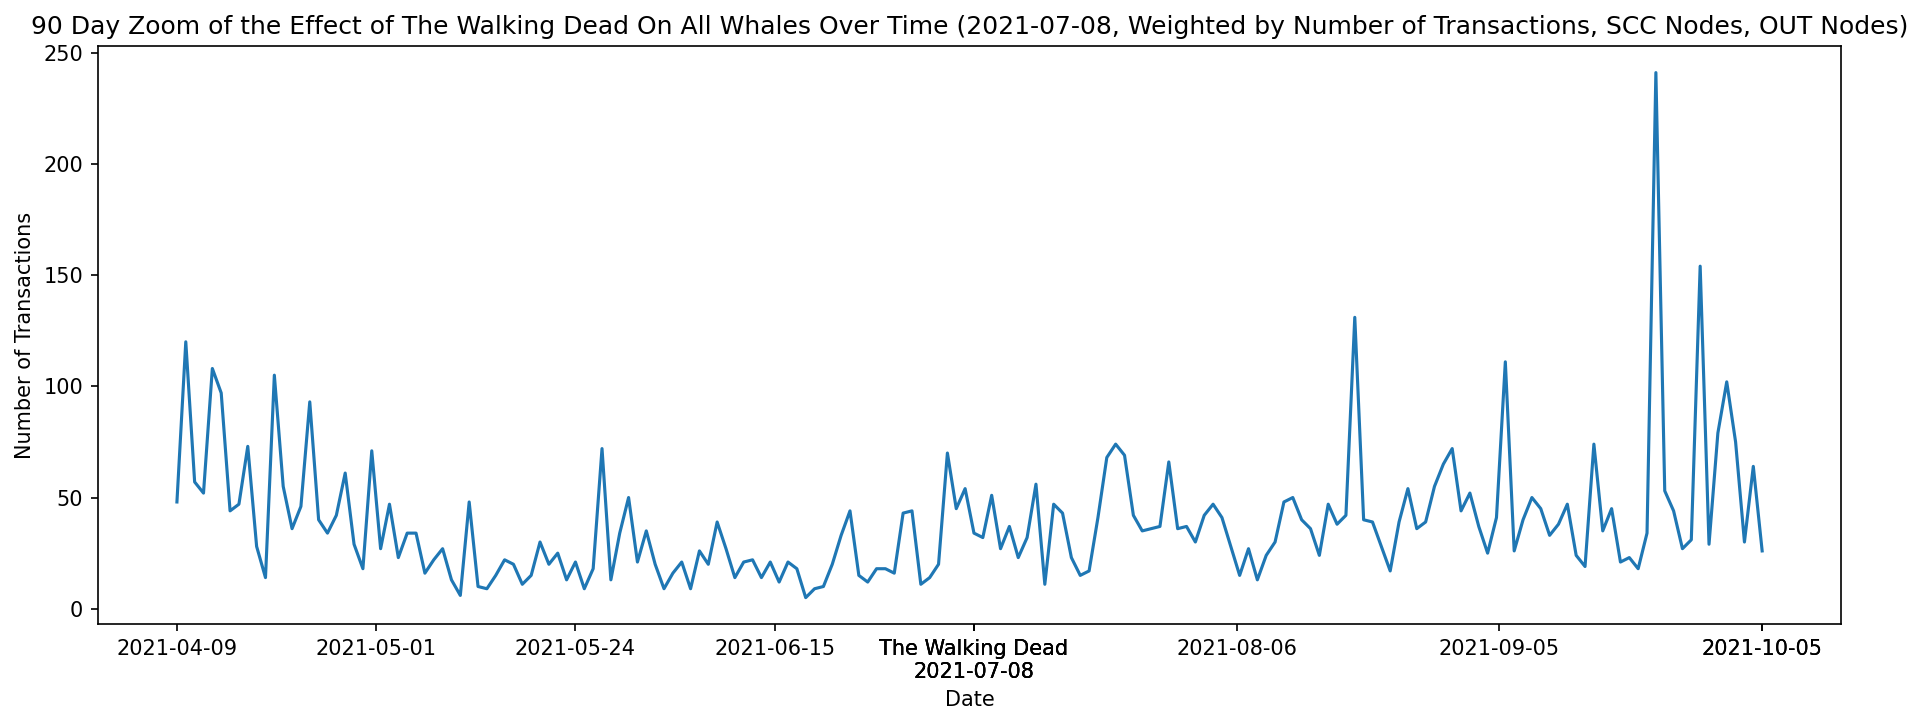 90 Day Zoom of the Effect of The Walking Dead On All Whales Over Time (2021-07-08, Weighted by Number of Transactions, SCC Nodes, OUT Nodes)
Number of Transactions
250
200
150
100
50
0
2021-04-09 2021-05-01 2021-05-24 2021-06-15 The Walking Dead 2021-08-06 2021-09-05 2021-10-05
2021-07-08
Date